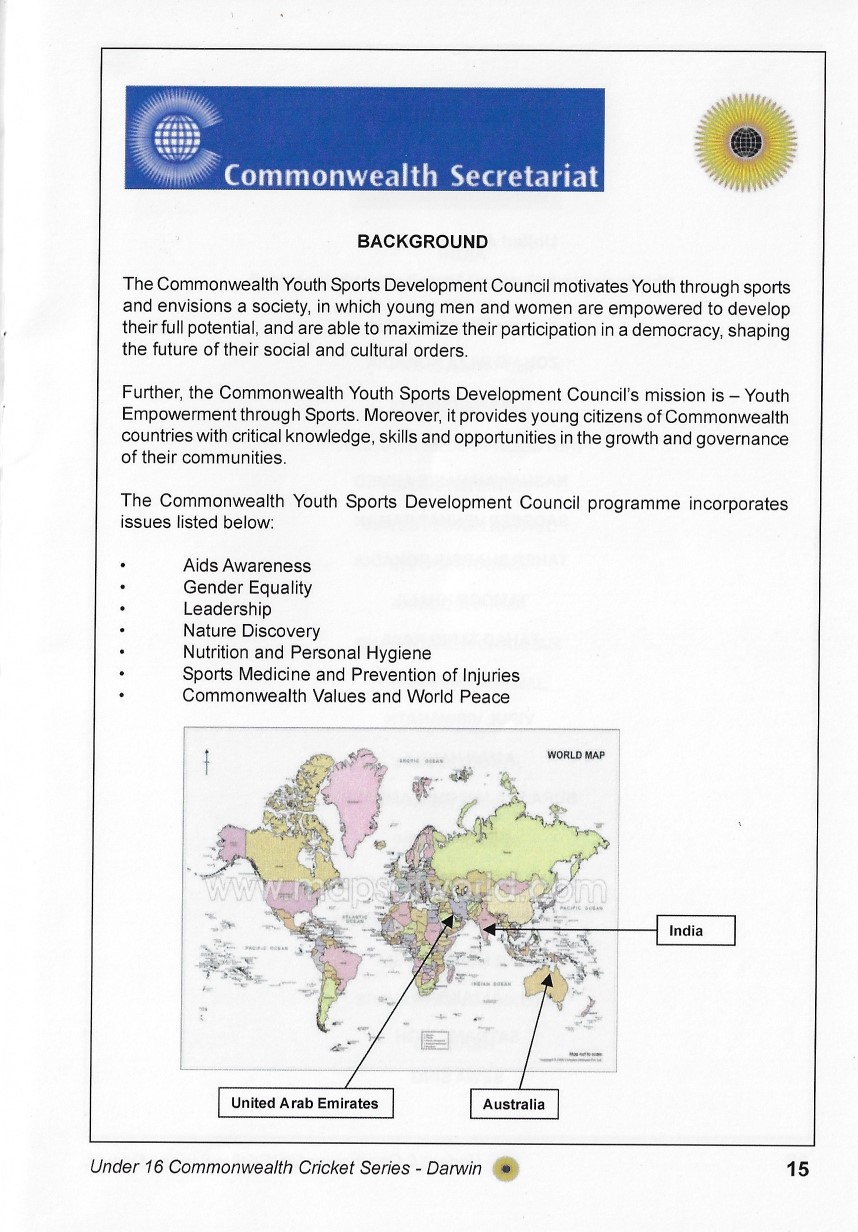 Commonwealth Secretariat
BACKGROUND
The Commonwealth Youth Sports Development Council motivates Youth through sports
and envisions a society, in which young men and women are empowered to develop
their full potential, and are able to maximize their participation in a democracy, shaping
the future of their social and cultural orders.
Further, the Commonwealth Youth Sports Development Council's mission is – Youth
Empowerment through Sports. Moreover, it provides young citizens of Commonwealth
countries with critical knowledge, skills and opportunities in the growth and governance
of their communities.
The Commonwealth Youth Sports Development Council programme incorporates
issues listed below:
• Aids Awareness
• Gender Equality
• Leadership
• Nature Discovery
• Nutrition and Personal Hygiene
• Sports Medicine and Prevention of Injuries
• Commonwealth Values and World Peace
WORLD MAP
ARCTIC OCEAN
www.mapsofworld.com
ATLANTIC
OCEAN
PACIFIC OCEAN
PACIFIC OCEAN
INDIAN OCEAN
Map not to scale
India
United Arab Emirates
Australia
Under 16 Commonwealth Cricket Series - Darwin
15